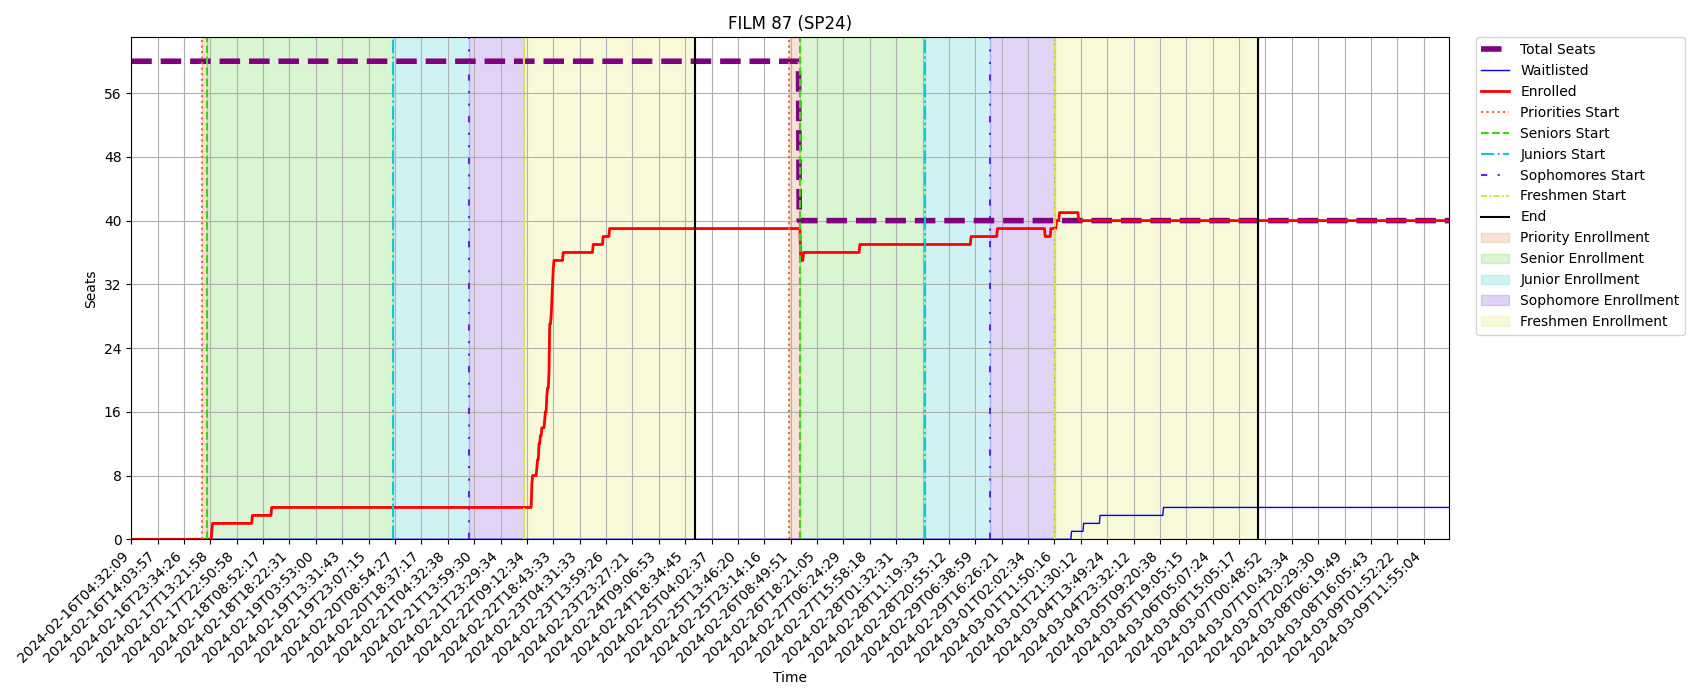 FILM 87 (SP24)
Total Seats
Waitlisted
Enrolled
Priorities Start
Seniors Start
Juniors Start
Sophomores Start
Freshmen Start
End
Priority Enrollment
Senior Enrollment
Junior Enrollment
Sophomore Enrollment
Freshmen Enrollment
Seats
56
48
40
32
24
16
8
0
2024-02-16T04:32:09
2024-02-16T14:03:57
2024-02-16T23:34:26
2024-02-17T13:21:58
2024-02-17T22:50:58
2024-02-18T08:52:17
2024-02-18T18:22:31
2024-02-19T03:53:00
2024-02-19T13:31:43
2024-02-19T23:07:15
2024-02-20T08:54:27
2024-02-20T18:37:17
2024-02-21T04:32:38
2024-02-21T13:59:30
2024-02-21T23:29:34
2024-02-22T09:12:34
2024-02-22T18:43:33
2024-02-23T04:31:33
2024-02-23T13:59:26
2024-02-23T23:27:21
2024-02-24T09:06:53
2024-02-24T18:34:45
2024-02-25T04:02:37
2024-02-25T13:46:20
2024-02-25T23:14:16
2024-02-26T08:49:51
2024-02-26T18:21:05
2024-02-27T06:24:29
2024-02-27T15:58:18
2024-02-28T01:32:31
2024-02-28T11:19:33
2024-02-28T20:55:12
2024-02-29T06:38:59
2024-02-29T16:26:21
2024-03-01T02:02:34
2024-03-01T11:50:16
2024-03-01T21:30:12
2024-03-04T13:49:24
2024-03-04T23:32:12
2024-03-05T09:20:38
2024-03-05T19:05:15
2024-03-06T05:07:24
2024-03-06T15:05:17
2024-03-07T00:48:52
2024-03-07T10:43:34
2024-03-07T20:29:30
2024-03-08T06:19:49
2024-03-08T16:05:43
2024-03-09T01:52:22
2024-03-09T11:55:04
Time